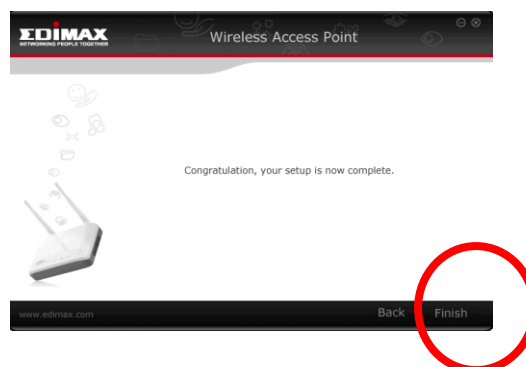 EDIMAX
NETWORKING PEOPLE TOGETHER
Wireless Access Point
Congratulation, your setup is now complete.
www.edimax.com
Back
Finish